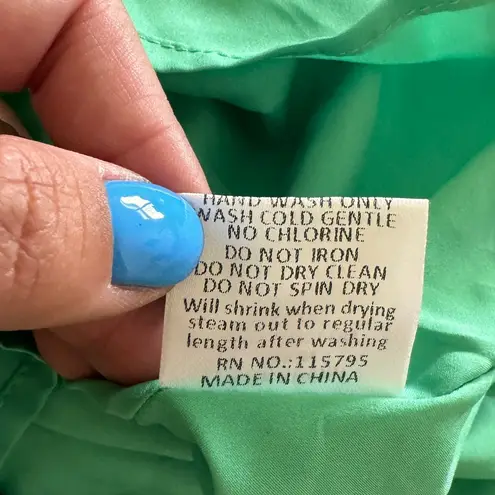 HAND WASH ONLY
WASH COLD GENTLE
NO CHLORINE
DO NOT IRON
DO NOT DRY CLEAN
DO NOT SPIN DRY
Will shrink when drying
steam out to regular
length after washing
RN NO.:115795
MADE IN CHINA